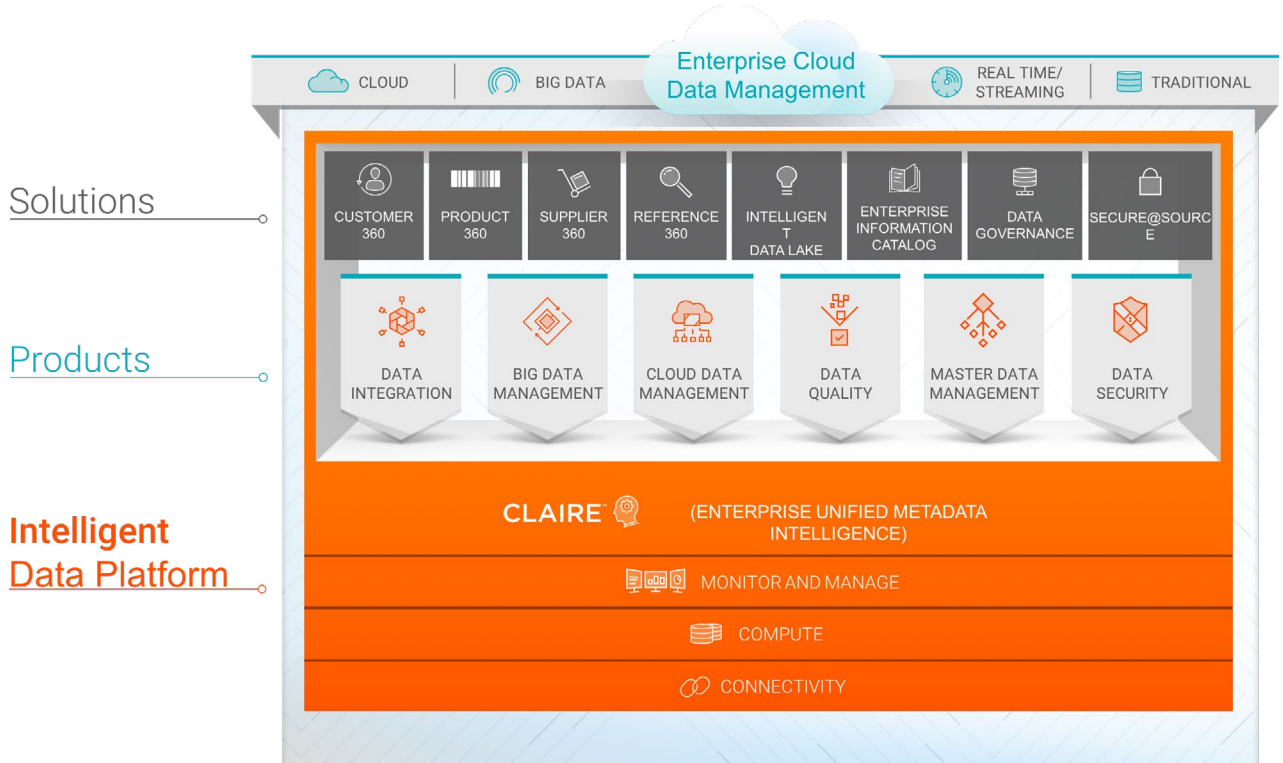 Enterprise Cloud
Data Management
CLOUD
BIG DATA
REAL TIME/
STREAMING
TRADITIONAL
Solutions
CUSTOMER
360
PRODUCT
360
SUPPLIER
360
REFERENCE
360
INTELLIGEN
T
DATA LAKE
ENTERPRISE
INFORMATION
CATALOG
DATA
GOVERNANCE
SECURE@SOURC
E
Products
DATA
INTEGRATION
BIG DATA
MANAGEMENT
CLOUD DATA
MANAGEMENT
DATA
QUALITY
MASTER DATA
MANAGEMENT
DATA
SECURITY
Intelligent
Data Platform
CLAIRE™
(ENTERPRISE UNIFIED METADATA
INTELLIGENCE)
MONITOR AND MANAGE
COMPUTE
CONNECTIVITY